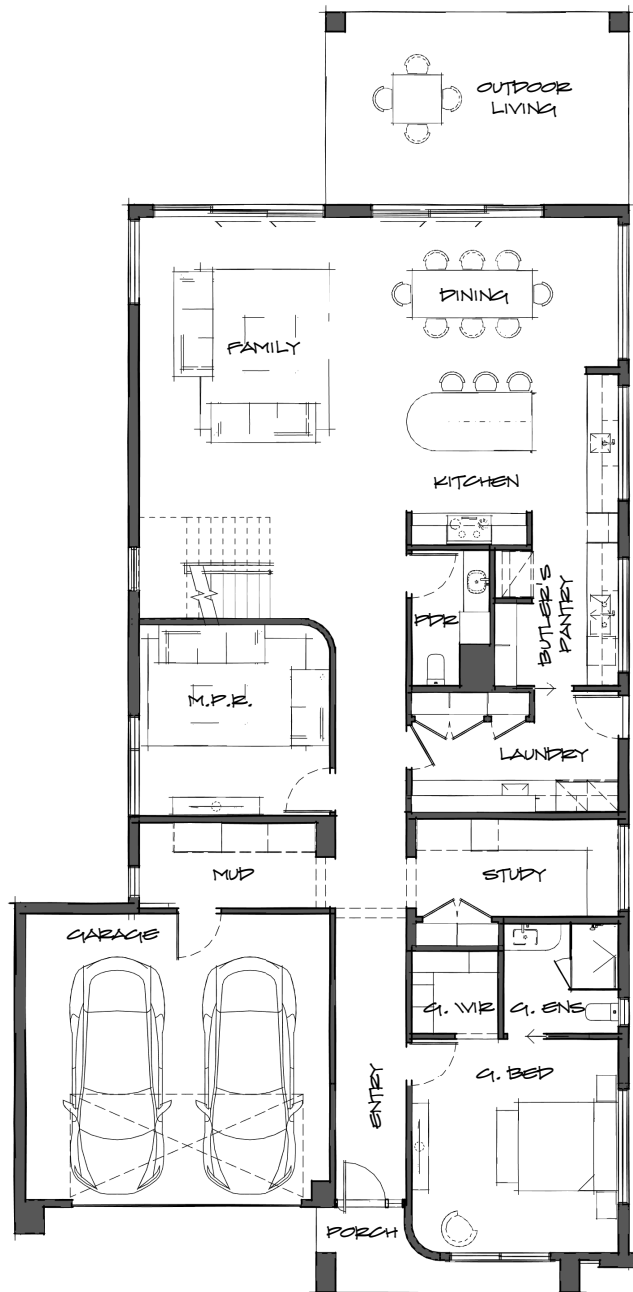 OUTDOOR
LIVING
DINING
FAMILY
KITCHEN
BUTLER'S
PANTRY
PDR
M.P.R.
LAUNDRY
MUD
STUDY
GARAGE
G. WIR
G. ENS
G. BED
ENTRY
PORCH